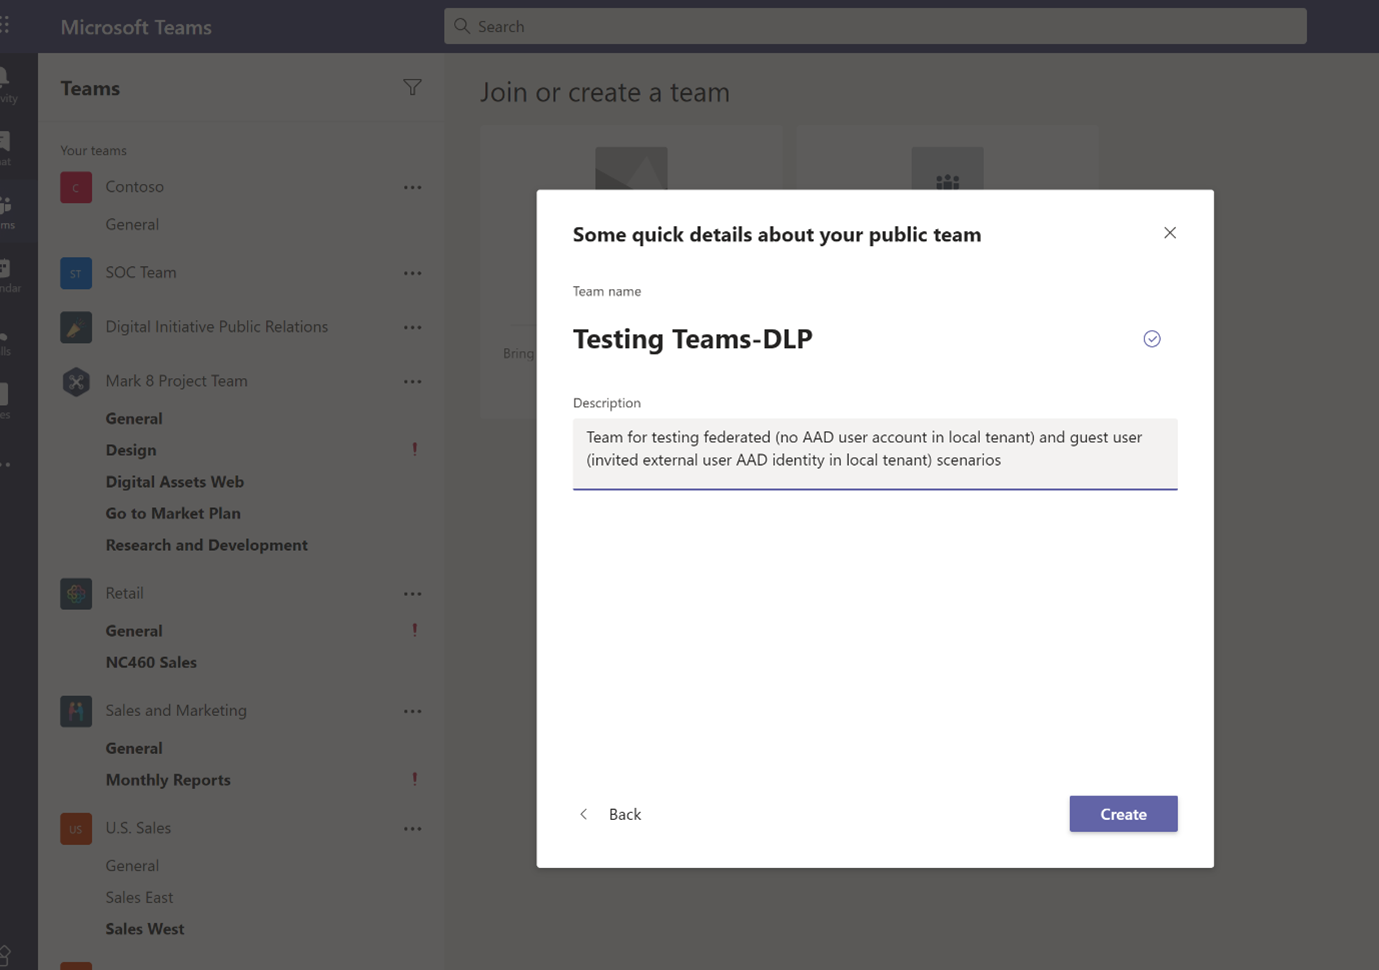 Microsoft Teams
Search
vity
at
ms
ndar
lls
es
Teams
Your teams
C
Contoso
General
ST
SOC Team
Digital Initiative Public Relations
Mark 8 Project Team
General
Design !
Digital Assets Web
Go to Market Plan
Research and Development
Retail
General !
NC460 Sales
Sales and Marketing
General
Monthly Reports !
US
U.S. Sales
General
Sales East
Sales West
Join or create a team
Bring
Some quick details about your public team
Team name
Testing Teams-DLP
Description
Team for testing federated (no AAD user account in local tenant) and guest user
(invited external user AAD identity in local tenant) scenarios
Back
Create